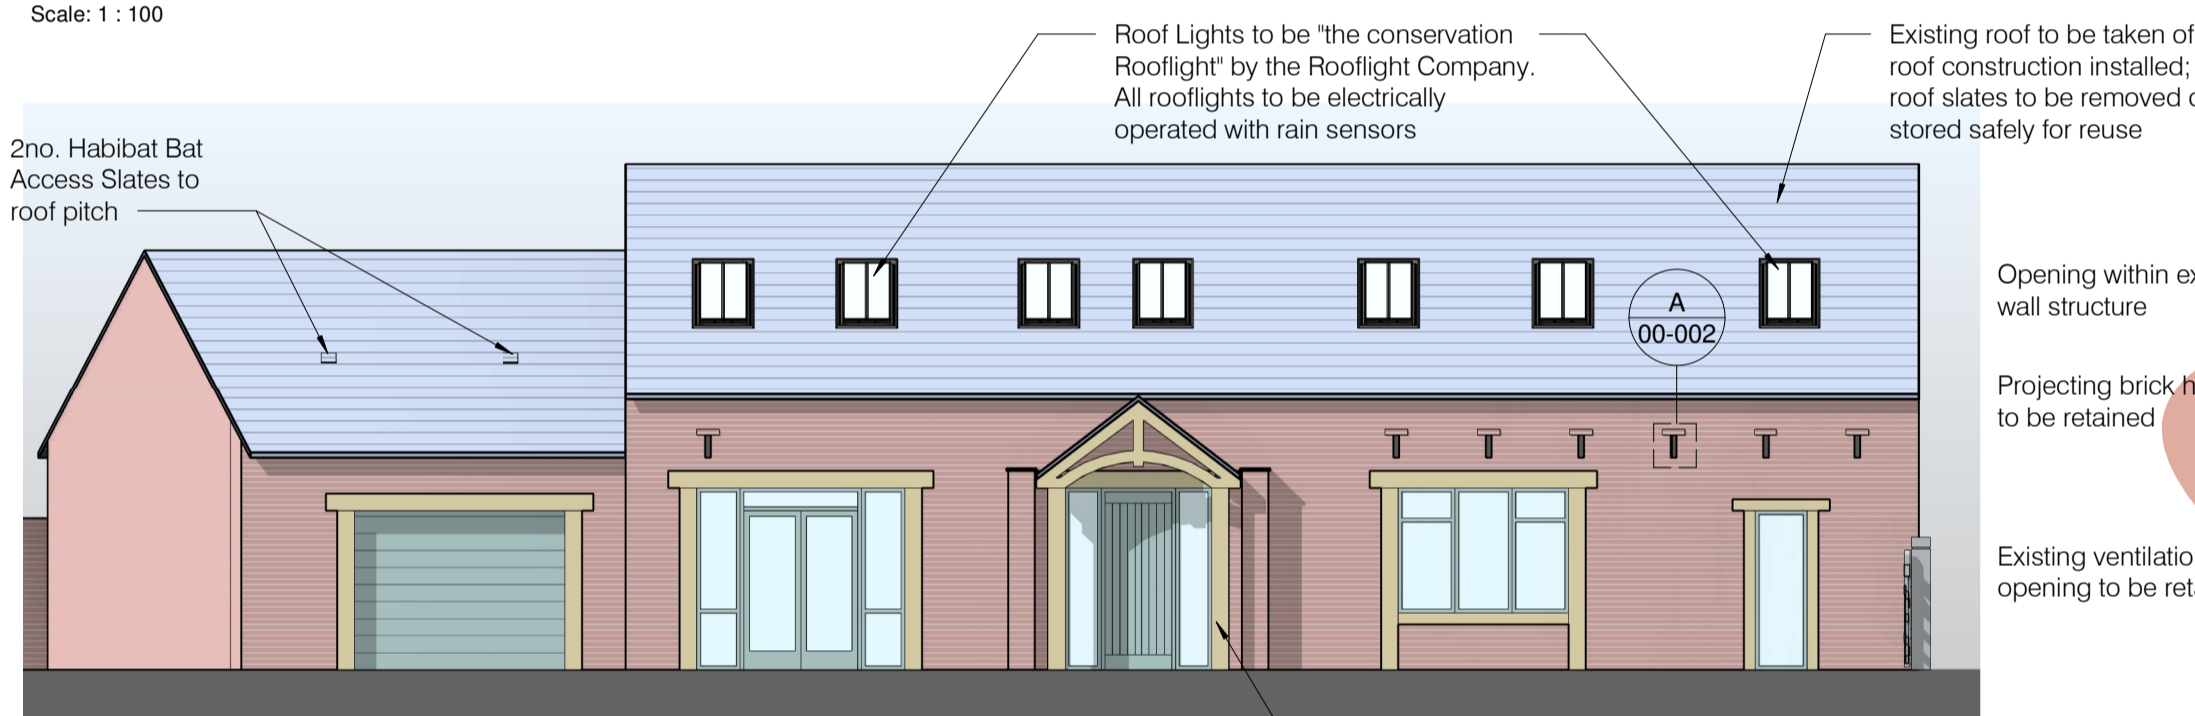 Scale: 1 : 100
Roof Lights to be "the conservation
Rooflight" by the Rooflight Company.
All rooflights to be electrically
operated with rain sensors
Existing roof to be taken of
roof construction installed;
roof slates to be removed
stored safely for reuse
2no. Habibat Bat
Access Slates to
roof pitch
A
00-002
Opening within ex
wall structure
Projecting brick h
to be retained
Existing ventilatio
opening to be ret